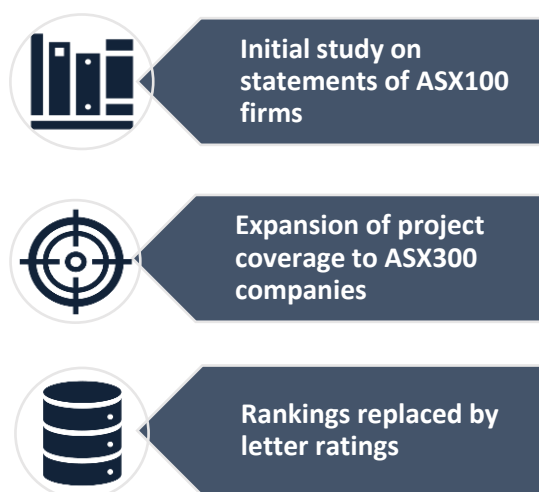 Initial study on
statements of ASX100
firms
Expansion of project
coverage to ASX300
companies
Rankings replaced by
letter ratings